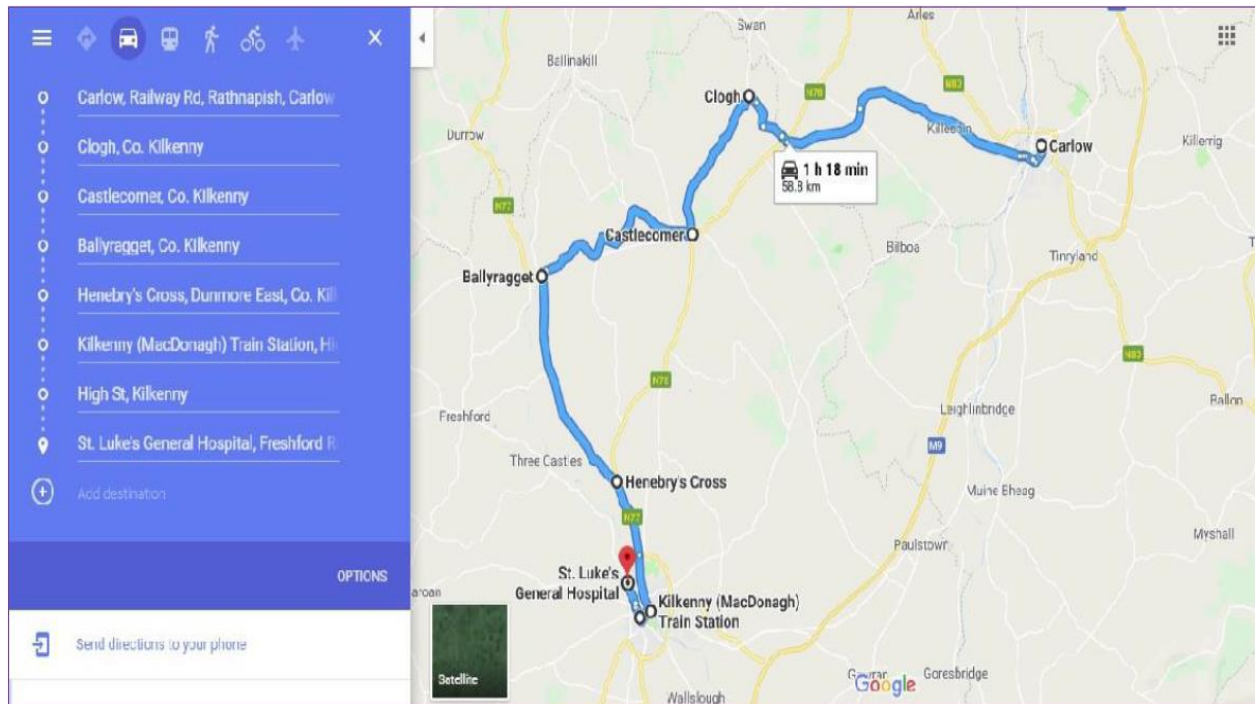 Carlow, Railway Rd, Rathnapish, Carlow
Clogh, Co. Kilkenny
Castlecomer, Co. Kilkenny
Ballyragget, Co. Kilkenny
Henebry's Cross, Dunmore East, Co. Kil
Kilkenny (MacDonagh) Train Station, Hi
High St, Kilkenny
St. Luke's General Hospital, Freshford R
Add destination
OPTIONS
Send directions to your phone
Swan
Arles
Ballinakill
N80
Clogh
N78
Durrow
Killeshin
Carlow
Killerrig
1 h 18 min
58.8 km
N77
Castlecomer
Bilboa
Tinryland
Ballyragget
N80
N78
Freshford
Leighlinbridge
Ballon
M9
Three Castles
Henebry's Cross
Muine Bheag
N77
Myshall
Paulstown
St. Luke's
General Hospital
Kilkenny (MacDonagh)
Train Station
Satellite
Goresbridge
Google
Wallslough